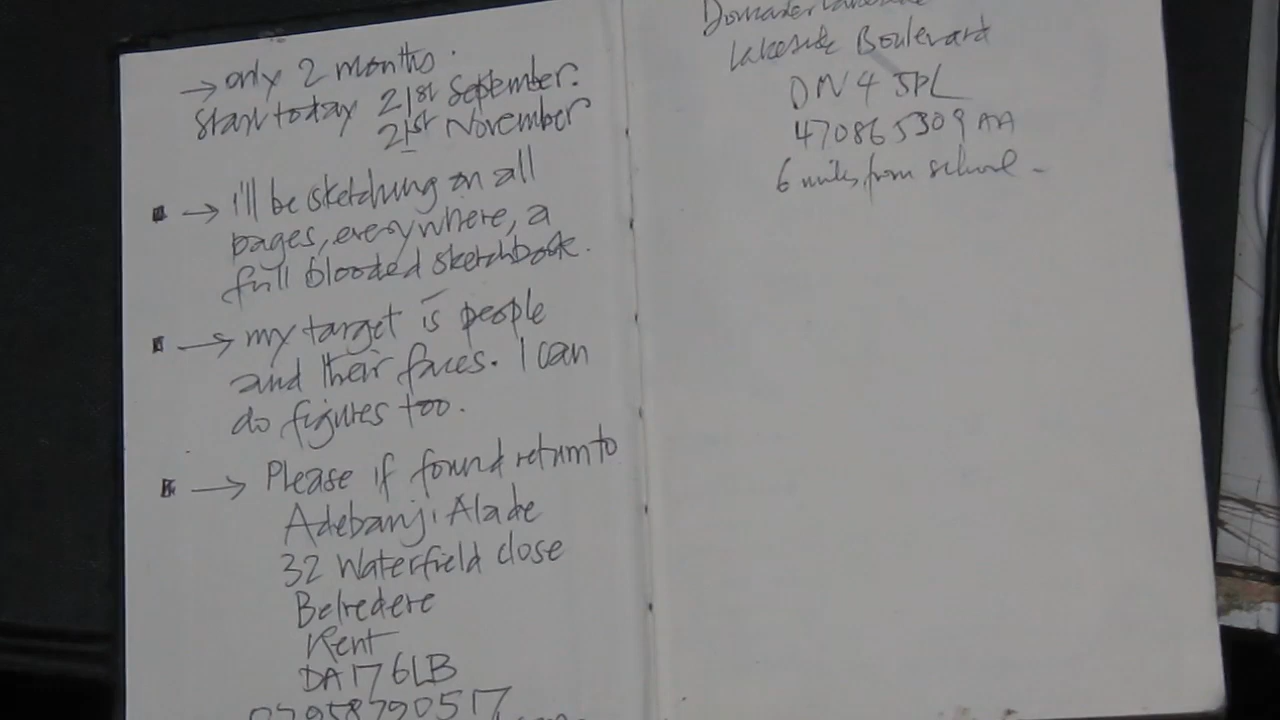 → only 2 months.
Start today 21st September.
21st November
→ I'll be sketching on all
pages, everywhere, a
full blooded sketchbook.
→ my target is people
and their faces. I can
do figures too.
→ Please if found return to
Adebanji Alade
32 Waterfield close
Belvedere
Kent
DA17 6LB
07958790517
Lakeside Boulevard
DN4 5PL
470865309 AA
6 miles from school -